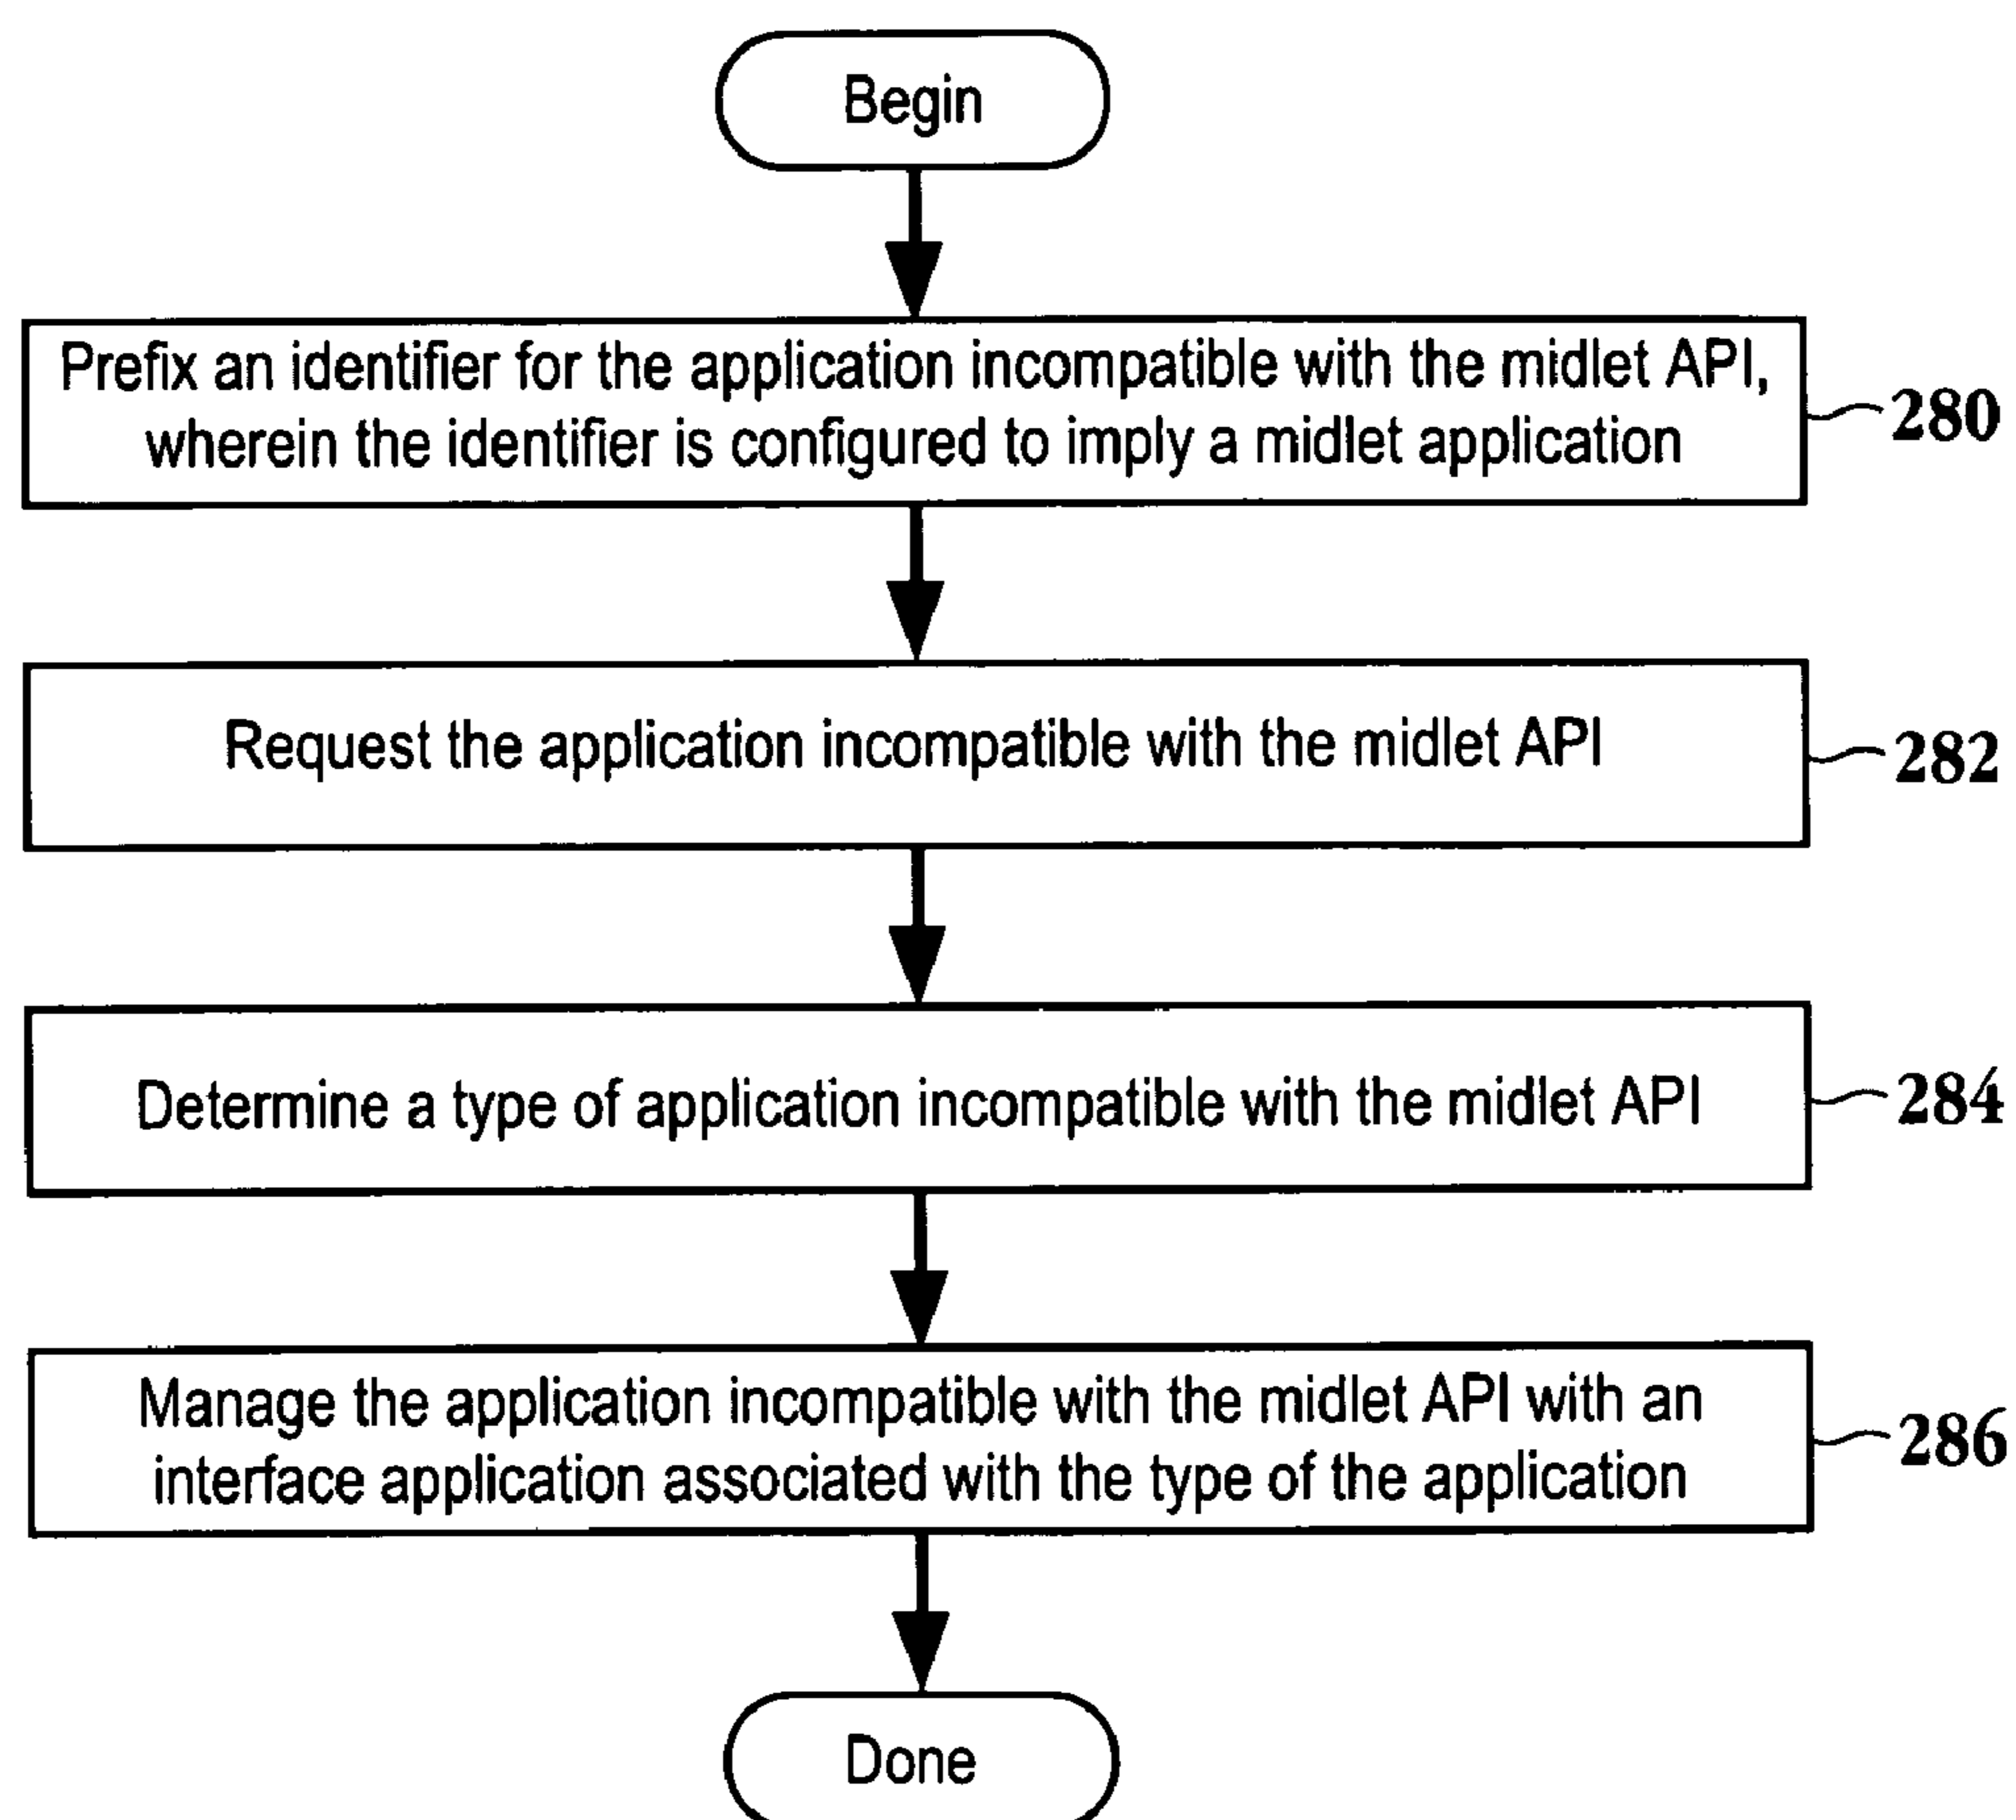 Begin
Prefix an identifier for the application incompatible with the midlet API,
wherein the identifier is configured to imply a midlet application
280
Request the application incompatible with the midlet API
282
Determine a type of application incompatible with the midlet API
284
Manage the application incompatible with the midlet API with an
interface application associated with the type of the application
286
Done